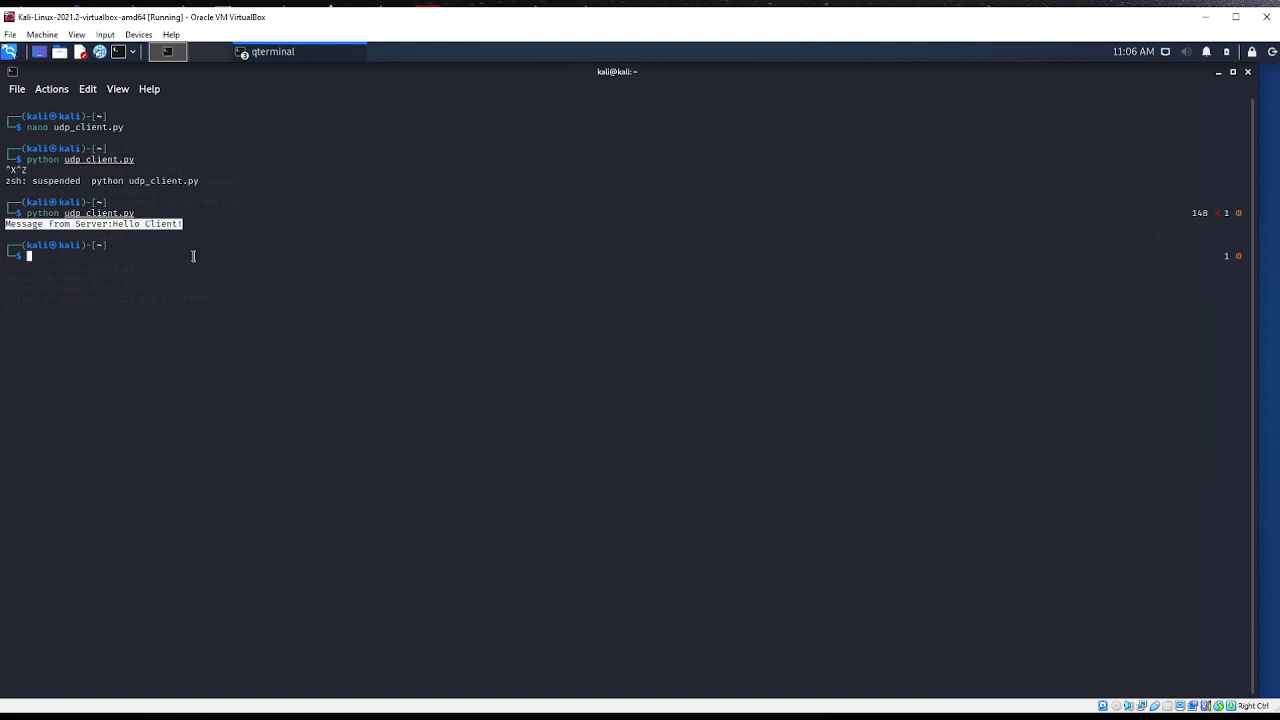 Kali-Linux-2021.2-virtualbox-amd64 [Running] - Oracle VM VirtualBox
File Machine View Input Devices Help
3 qterminal 11:06 AM
kali@kali: ~
File Actions Edit View Help
┌──(kali㉿kali)-[~]
└─$ nano udp_client.py
┌──(kali㉿kali)-[~]
└─$ python udp_client.py
^X^Z
zsh: suspended  python udp_client.py
┌──(kali㉿kali)-[~]
└─$ python udp_client.py 148 ⨯ 1 ⚙
Message from Server:Hello Client!
┌──(kali㉿kali)-[~]
└─$ 1 ⚙
Right Ctrl